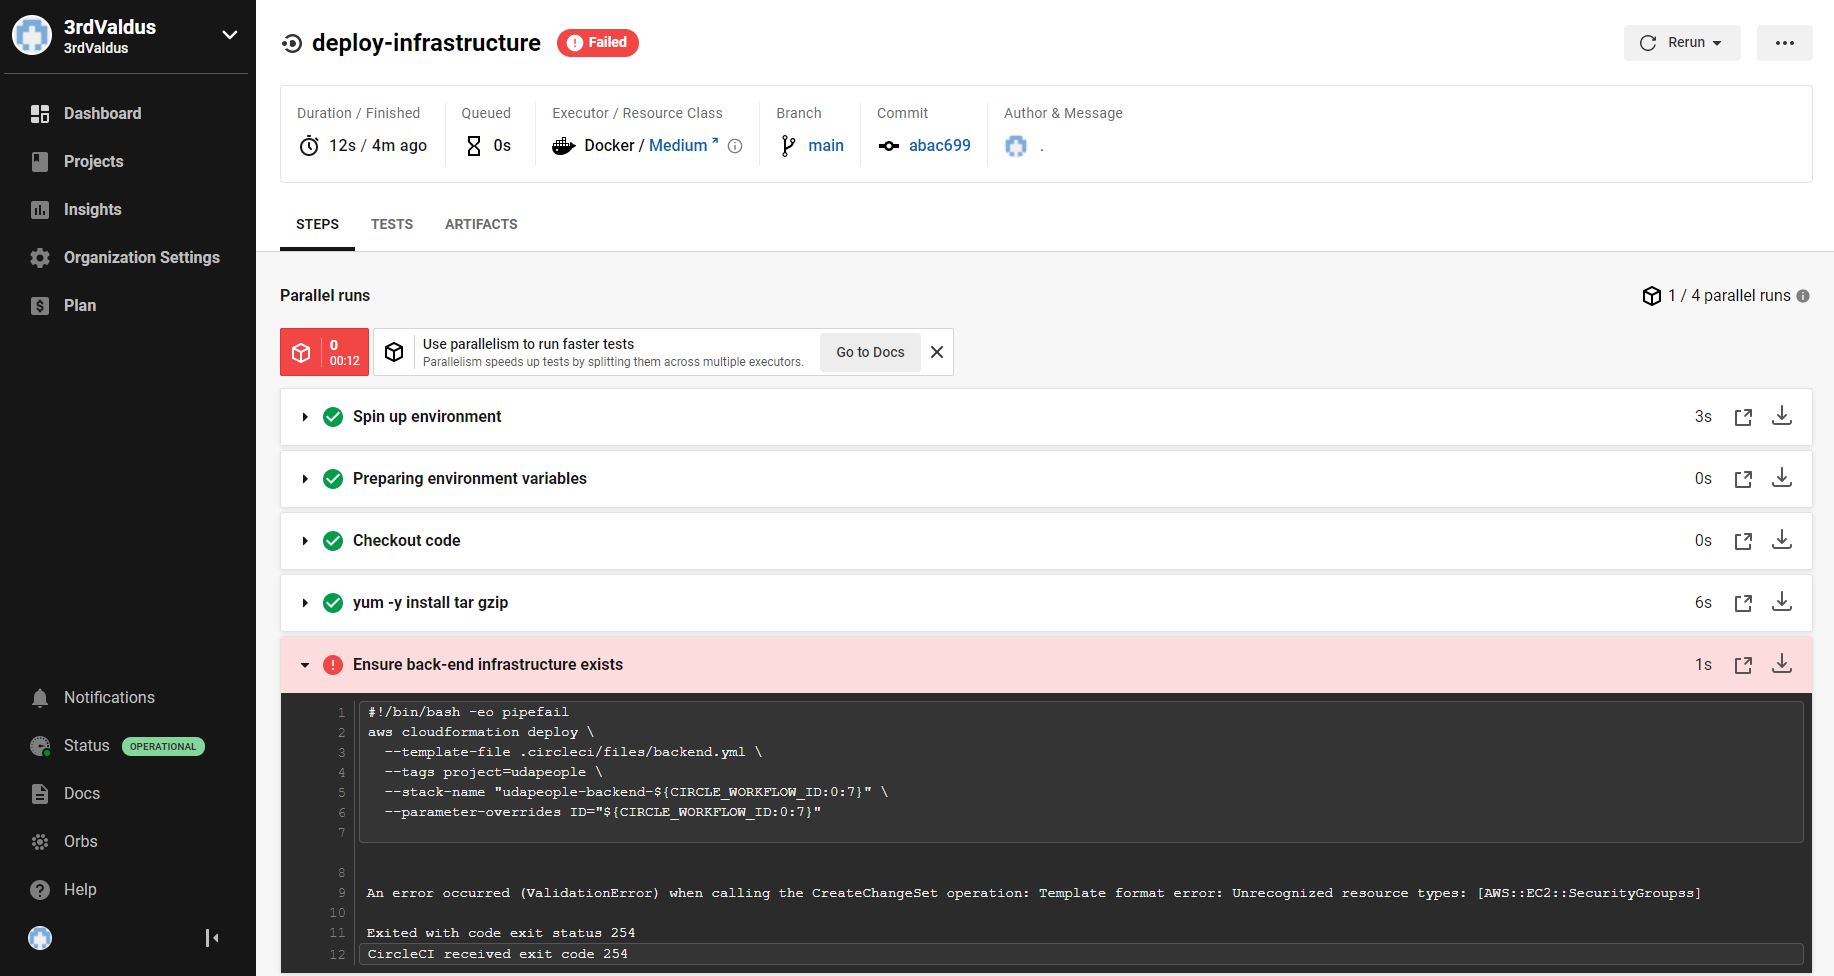 3rdValdus
3rdValdus
Dashboard
Projects
Insights
Organization Settings
Plan
Notifications
Status OPERATIONAL
Docs
Orbs
Help
deploy-infrastructure Failed
Rerun
Duration / Finished
12s / 4m ago
Queued
0s
Executor / Resource Class
Docker / Medium
Branch
main
Commit
abac699
Author & Message
.
STEPS TESTS ARTIFACTS
Parallel runs
1 / 4 parallel runs
0
00:12
Use parallelism to run faster tests
Parallelism speeds up tests by splitting them across multiple executors.
Go to Docs
Spin up environment 3s
Preparing environment variables 0s
Checkout code 0s
yum -y install tar gzip 6s
Ensure back-end infrastructure exists 1s
1 #!/bin/bash -eo pipefail
2 aws cloudformation deploy \
3 --template-file .circleci/files/backend.yml \
4 --tags project=udapeople \
5 --stack-name "udapeople-backend-${CIRCLE_WORKFLOW_ID:0:7}" \
6 --parameter-overrides ID="${CIRCLE_WORKFLOW_ID:0:7}"
7
8
9 An error occurred (ValidationError) when calling the CreateChangeSet operation: Template format error: Unrecognized resource types: [AWS::EC2::SecurityGroupss]
10
11 Exited with code exit status 254
12 CircleCI received exit code 254